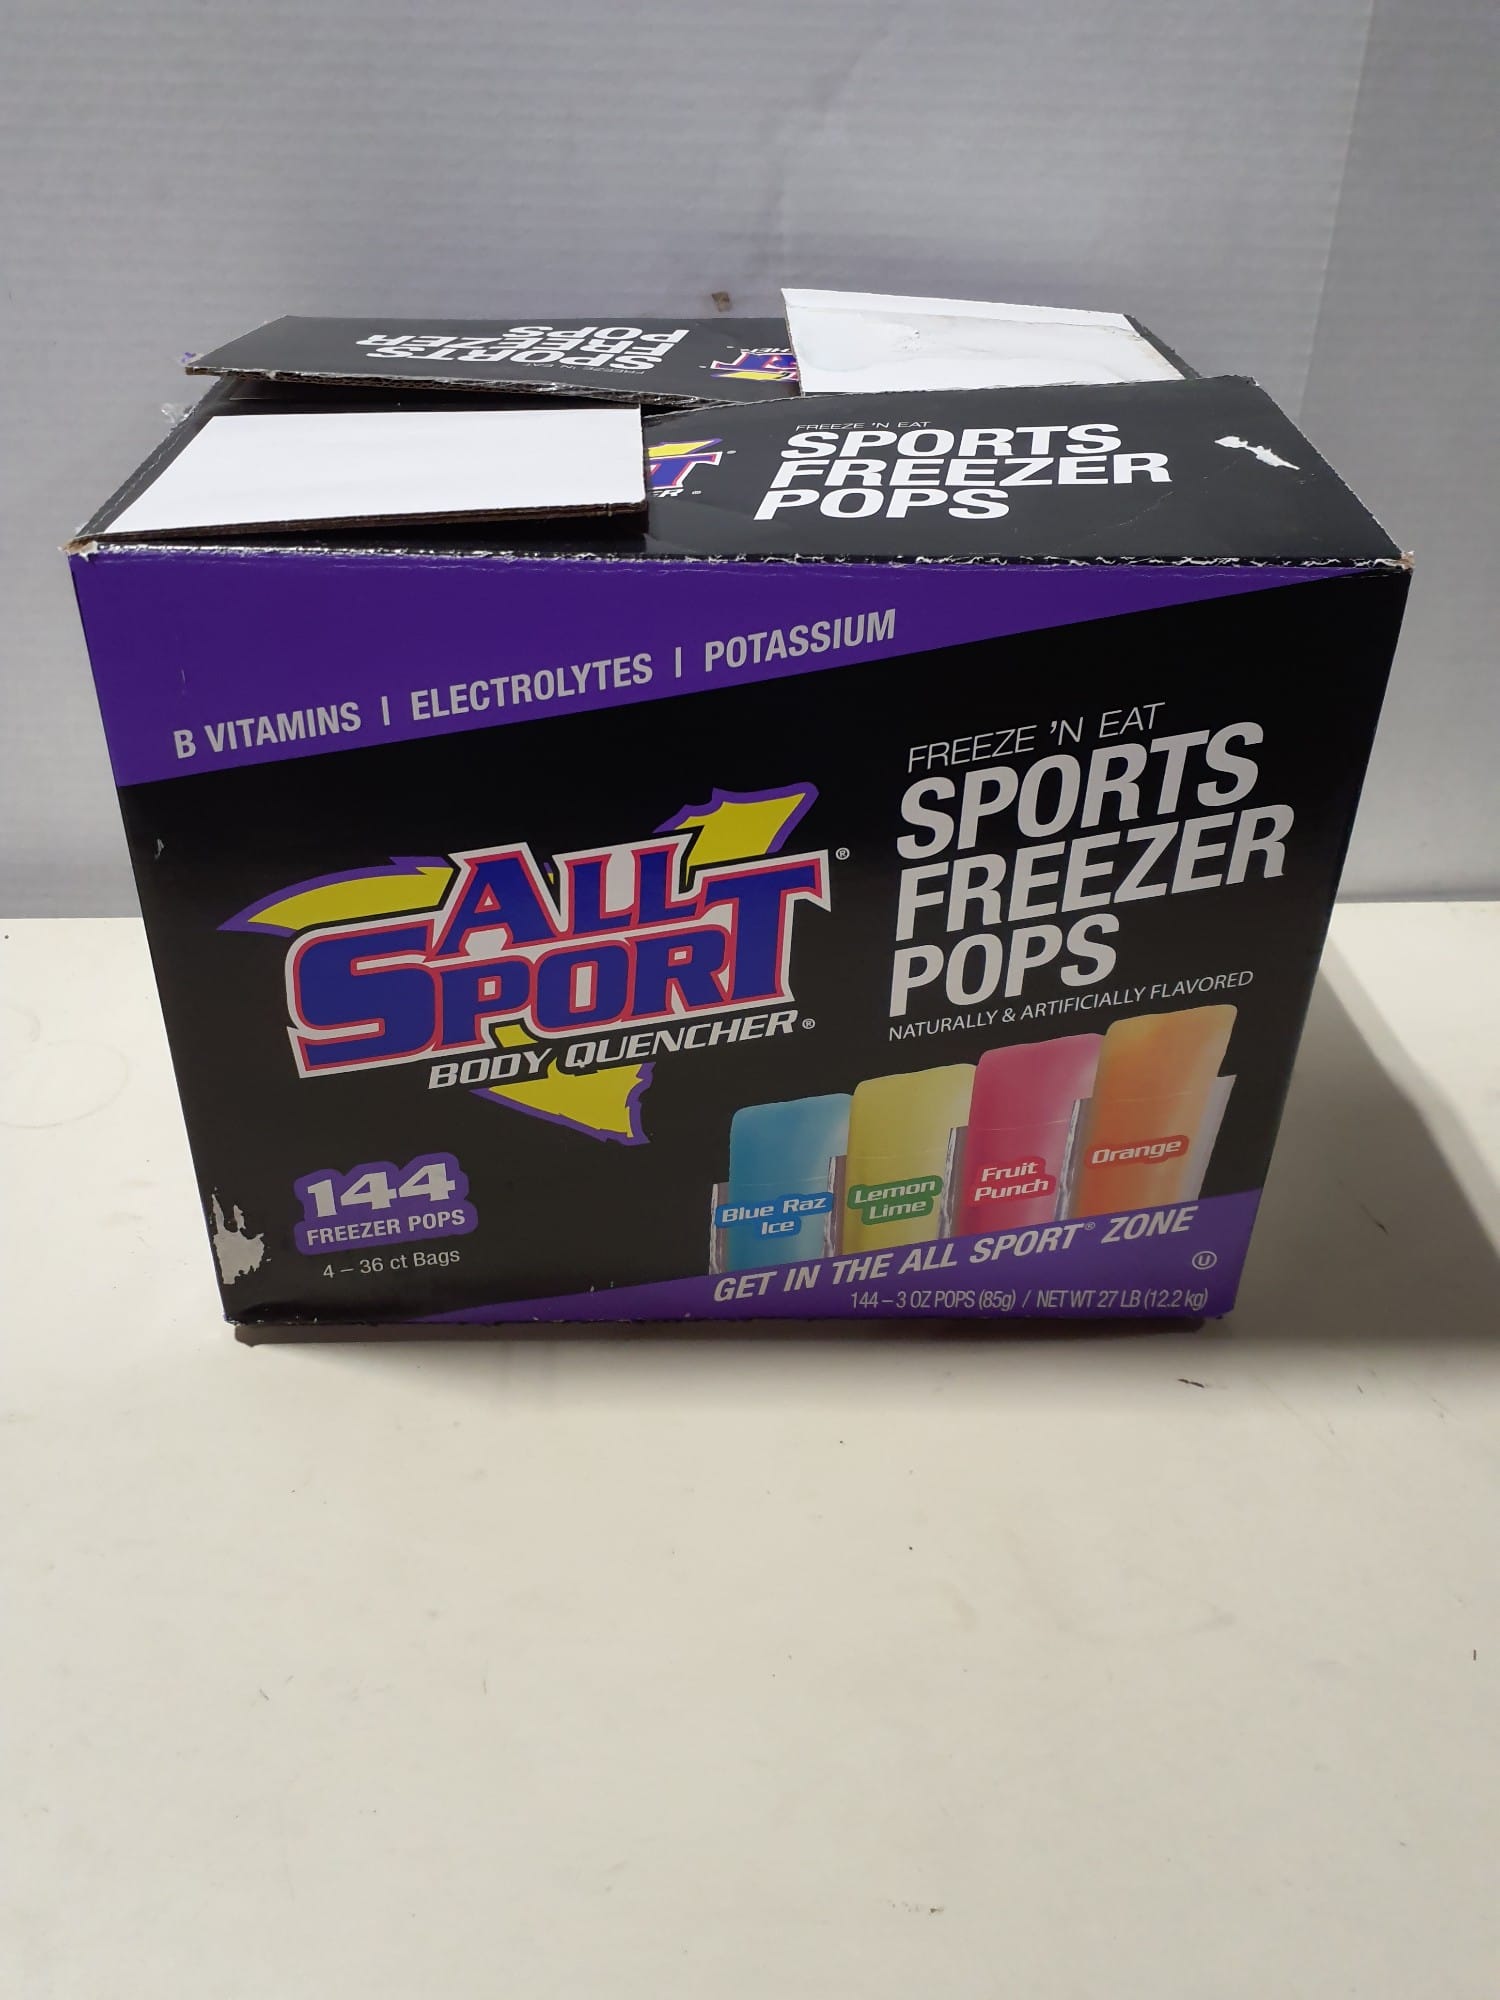 FREEZE 'N EAT
SPORTS
FREEZER
POPS
FREEZE 'N EAT
SPORTS
FREEZER
POPS
B VITAMINS | ELECTROLYTES | POTASSIUM
FREEZE 'N EAT
SPORTS
FREEZER
POPS
NATURALLY & ARTIFICIALLY FLAVORED
ALL
SPORT®
BODY QUENCHER®
144
FREEZER POPS
4 – 36 ct Bags
Blue Raz
Ice
Lemon
Lime
Fruit
Punch
Orange
GET IN THE ALL SPORT® ZONE
U
144 – 3 OZ POPS (85g) / NET WT 27 LB (12.2 kg)